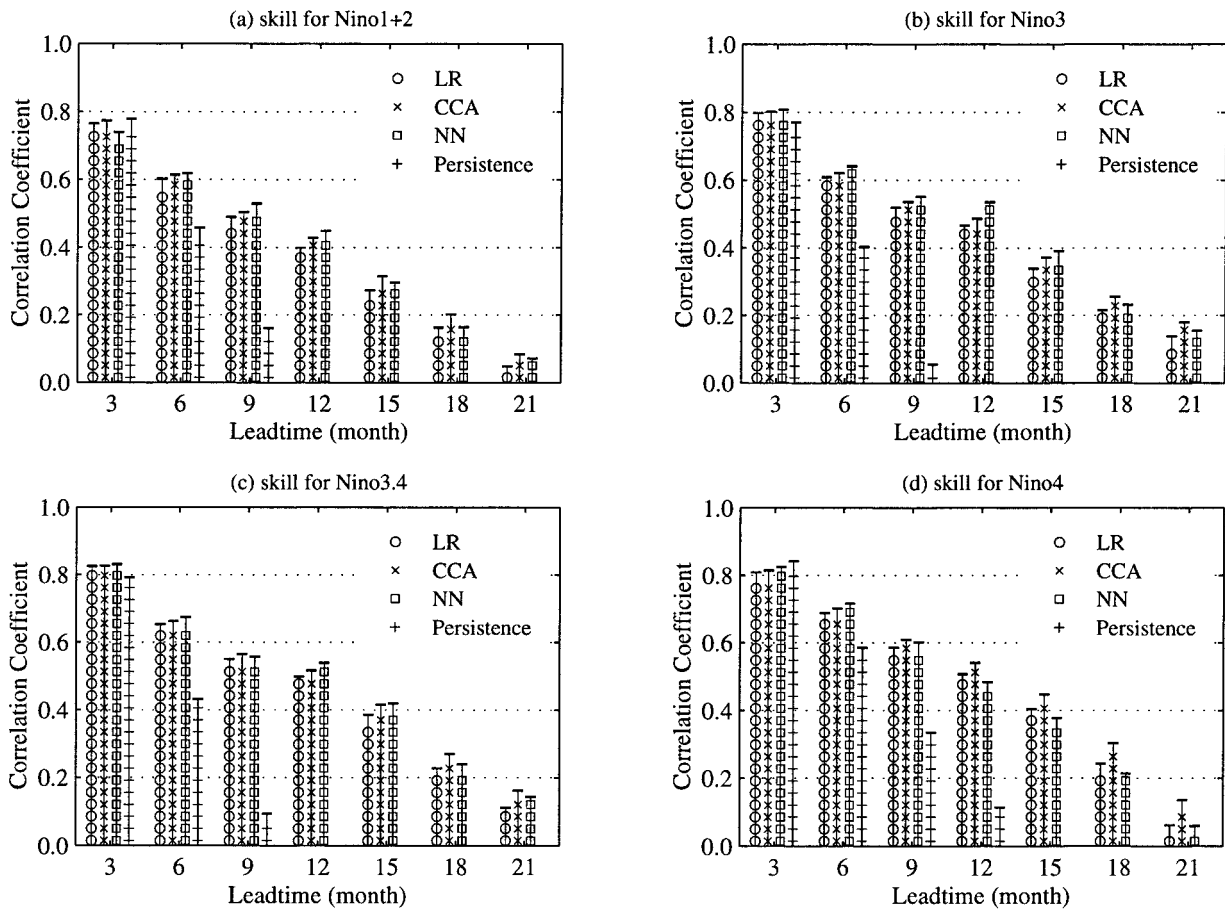 (a) skill for Nino1+2
1.0
0.8
0.6
0.4
0.2
0.0
Correlation Coefficient
LR
CCA
NN
Persistence
3 6 9 12 15 18 21
Leadtime (month)
(b) skill for Nino3
1.0
0.8
0.6
0.4
0.2
0.0
Correlation Coefficient
LR
CCA
NN
Persistence
3 6 9 12 15 18 21
Leadtime (month)
(c) skill for Nino3.4
1.0
0.8
0.6
0.4
0.2
0.0
Correlation Coefficient
LR
CCA
NN
Persistence
3 6 9 12 15 18 21
Leadtime (month)
(d) skill for Nino4
1.0
0.8
0.6
0.4
0.2
0.0
Correlation Coefficient
LR
CCA
NN
Persistence
3 6 9 12 15 18 21
Leadtime (month)